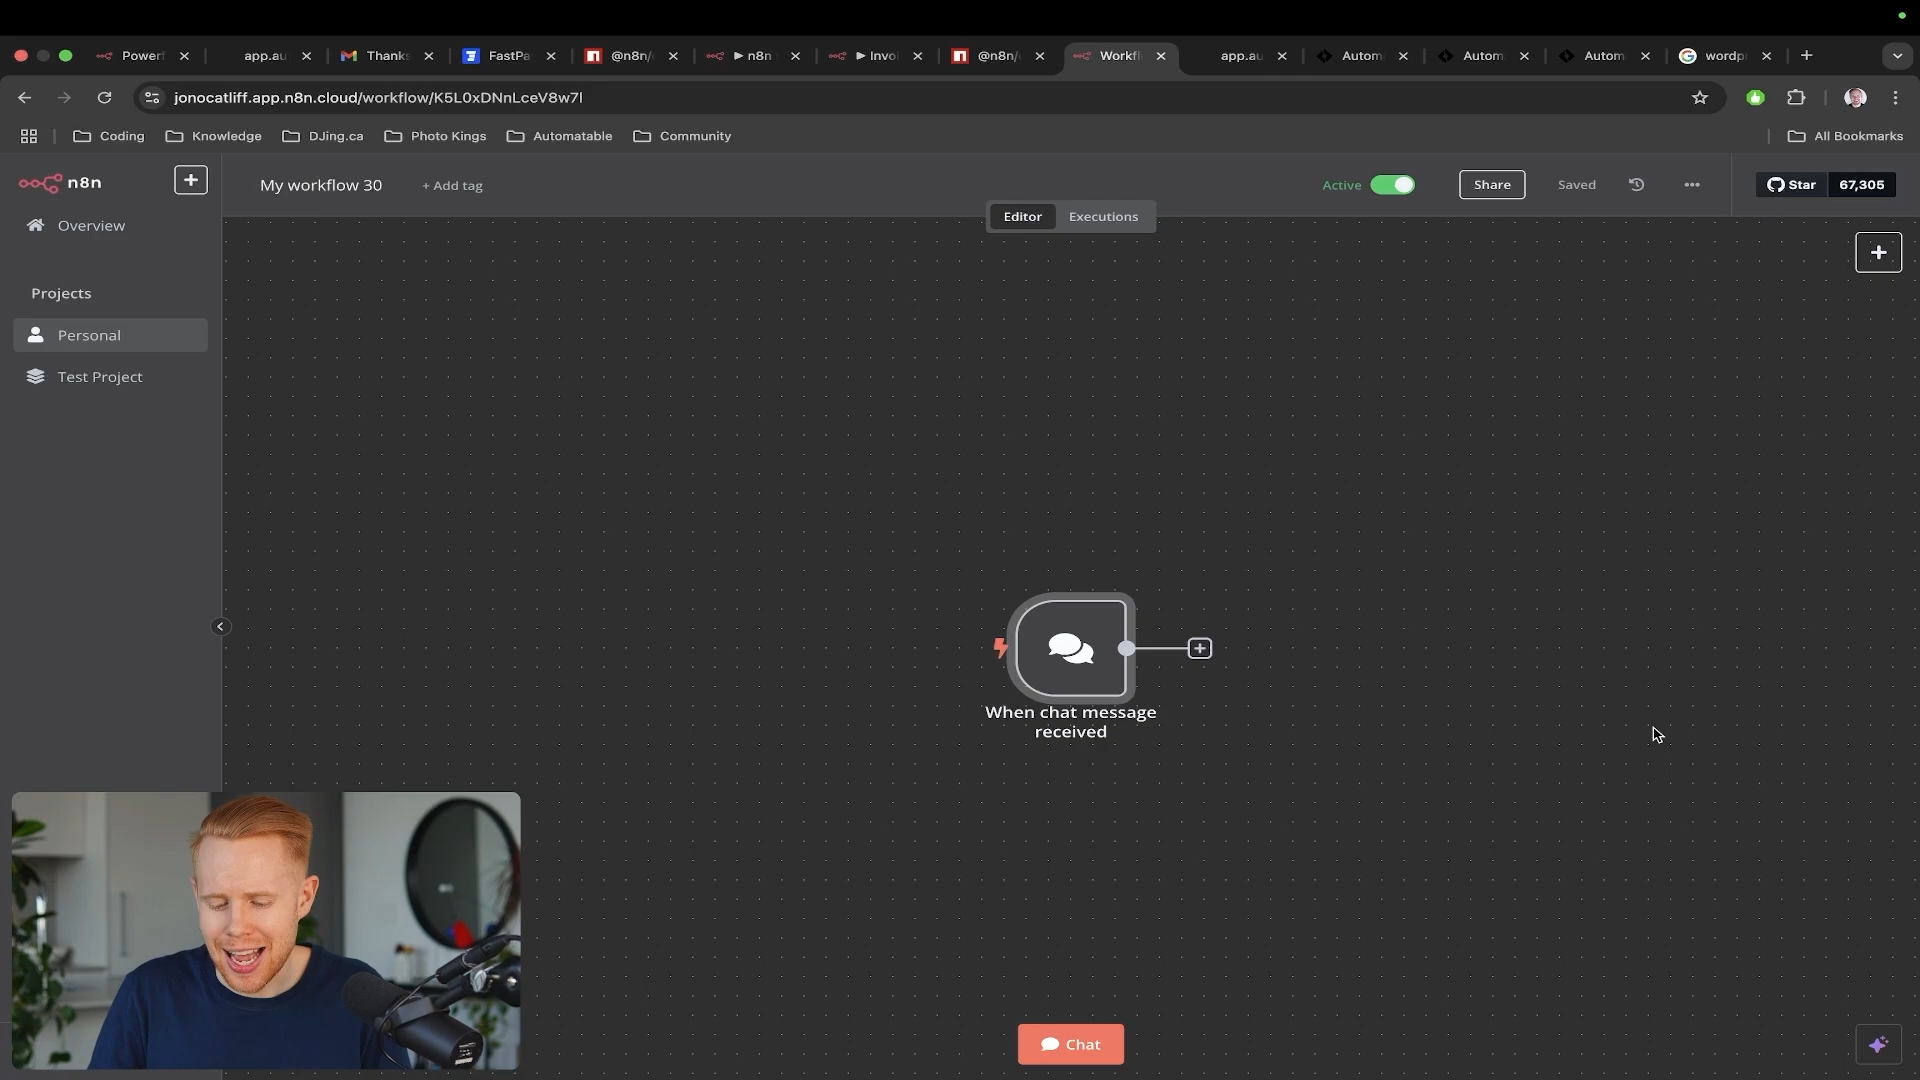 Powerf
app.au
Thanks
FastPa
@n8n/
▶ n8n
▶ Invoi
@n8n/
Workfl
app.au
Autom
Autom
Autom
wordpr
jonocatliff.app.n8n.cloud/workflow/K5L0xDNnLceV8w7l
Coding
Knowledge
DJing.ca
Photo Kings
Automatable
Community
All Bookmarks
n8n
My workflow 30
+ Add tag
Active
Share
Saved
Star
67,305
Editor
Executions
Overview
Projects
Personal
Test Project
When chat message
received
Chat